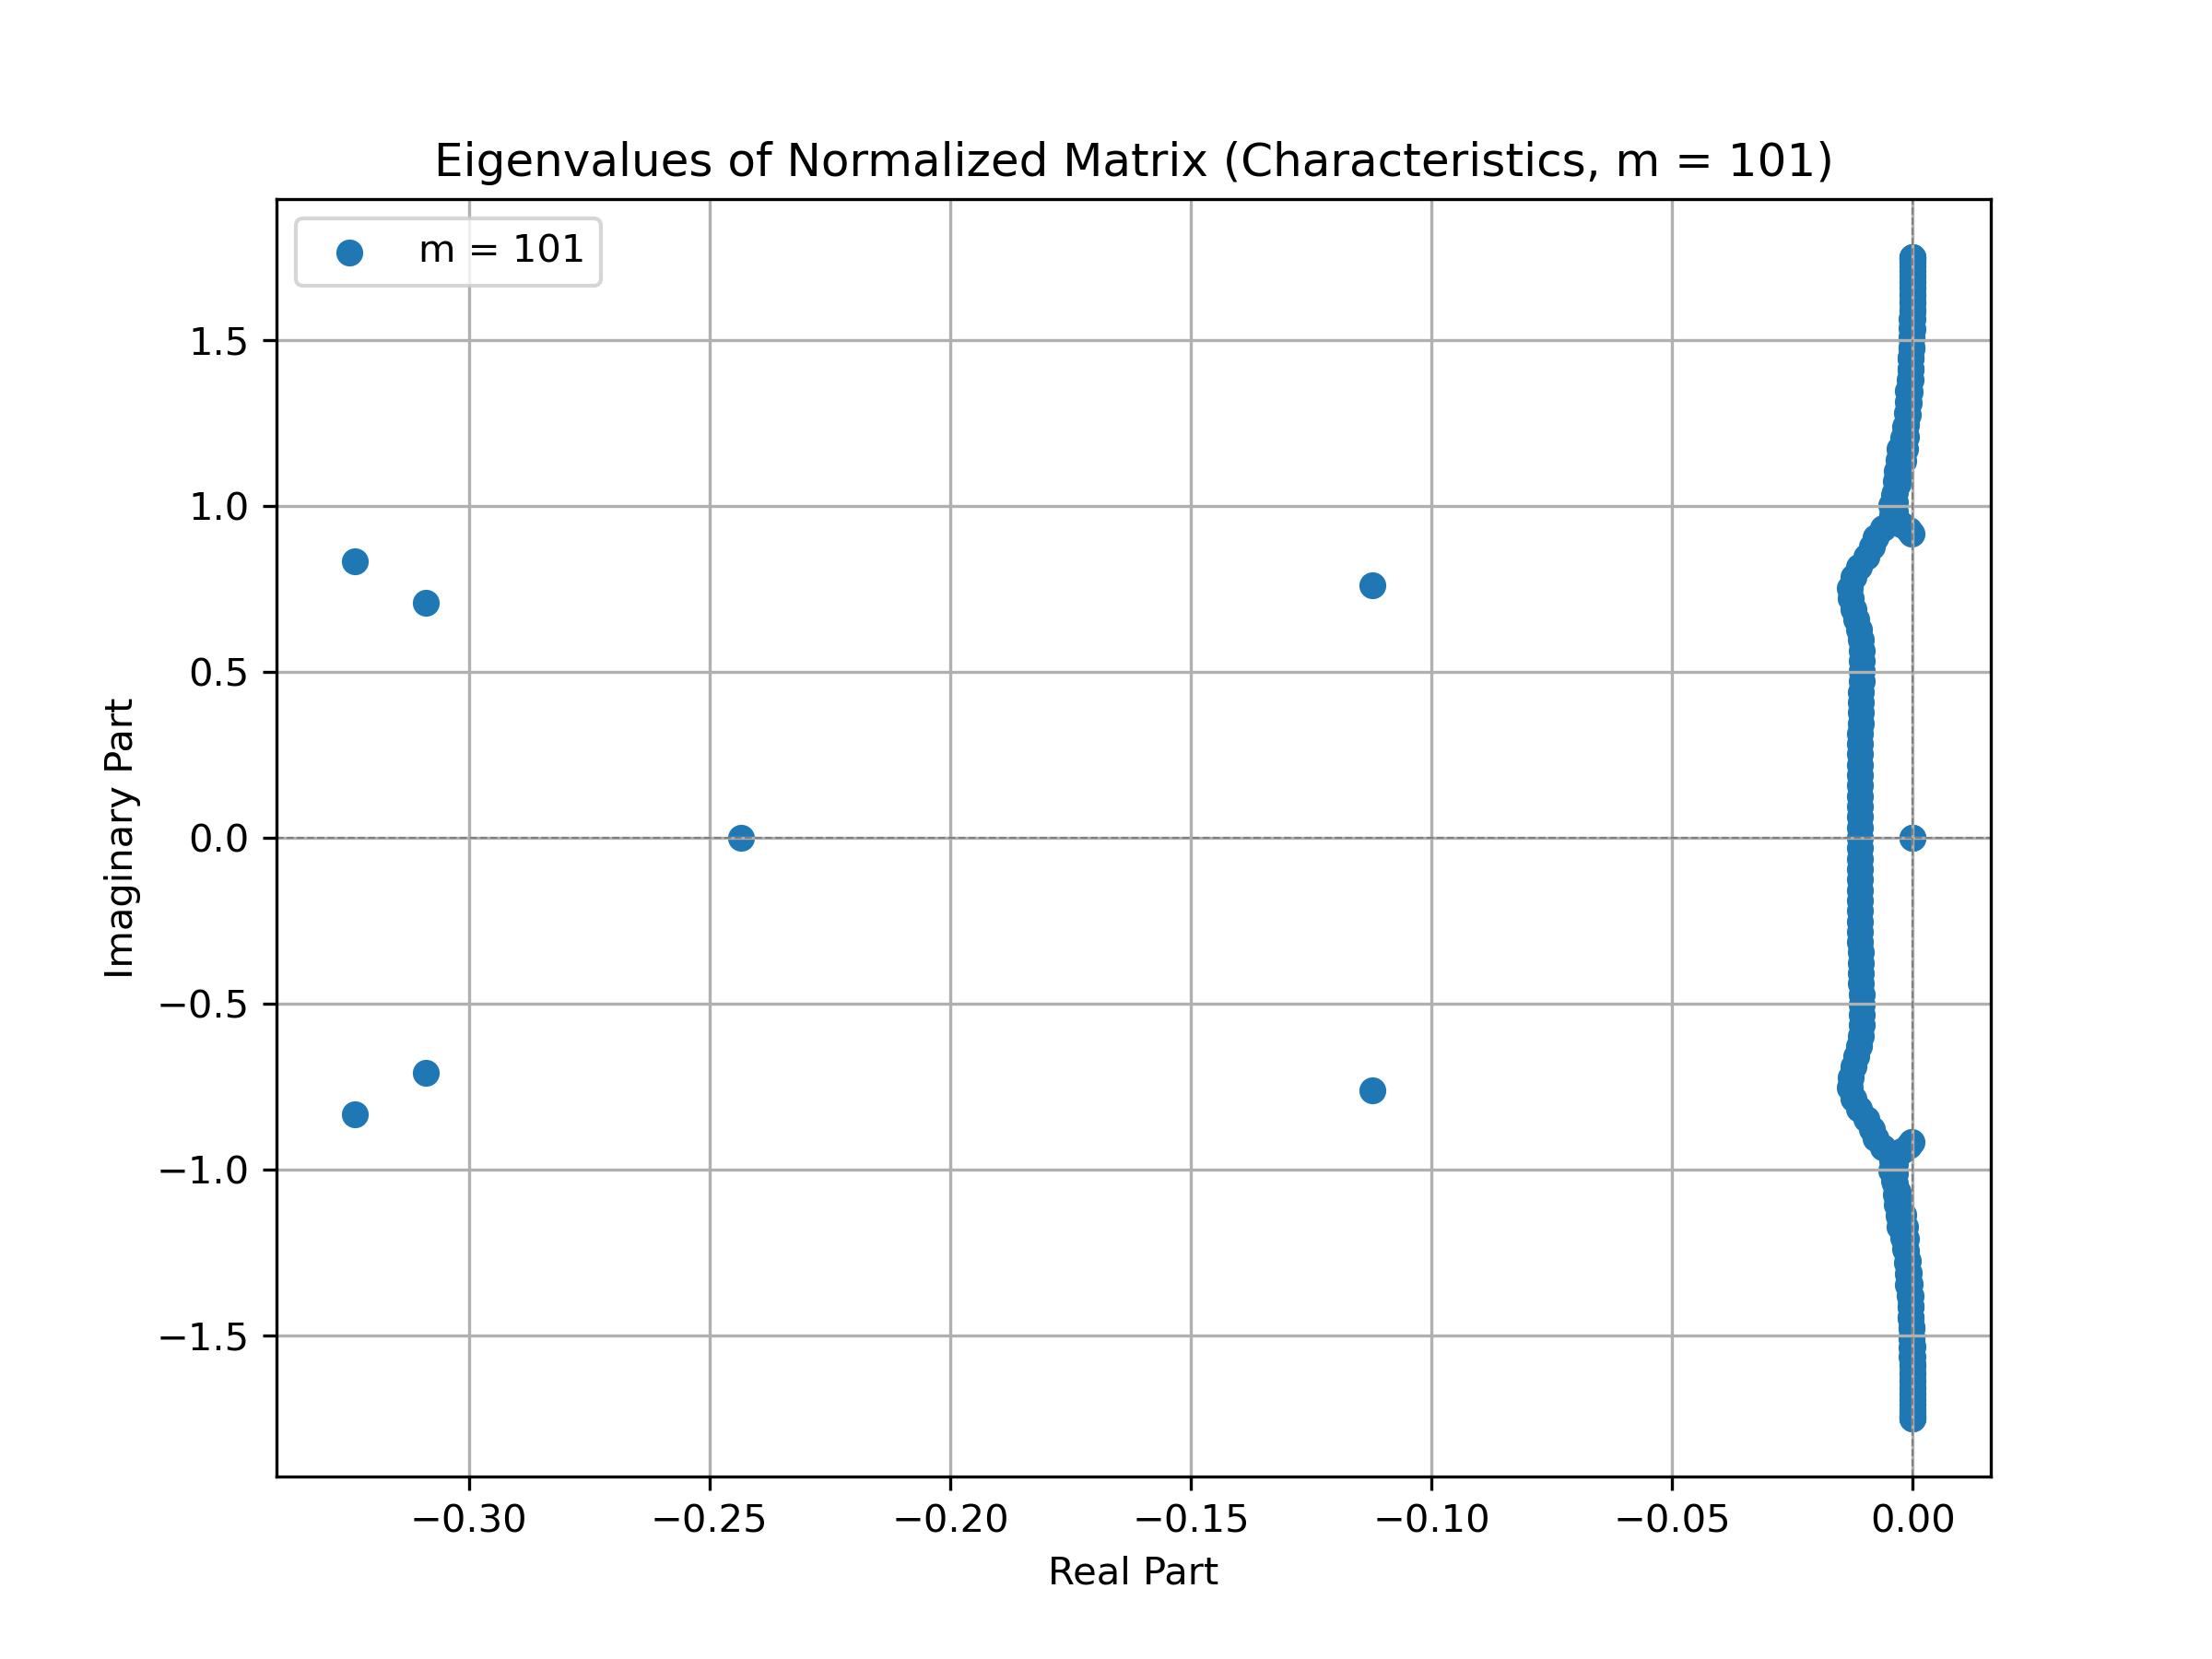 Eigenvalues of Normalized Matrix (Characteristics, m = 101)
m = 101
1.5
1.0
0.5
0.0
−0.5
−1.0
−1.5
Imaginary Part
−0.30 −0.25 −0.20 −0.15 −0.10 −0.05 0.00
Real Part